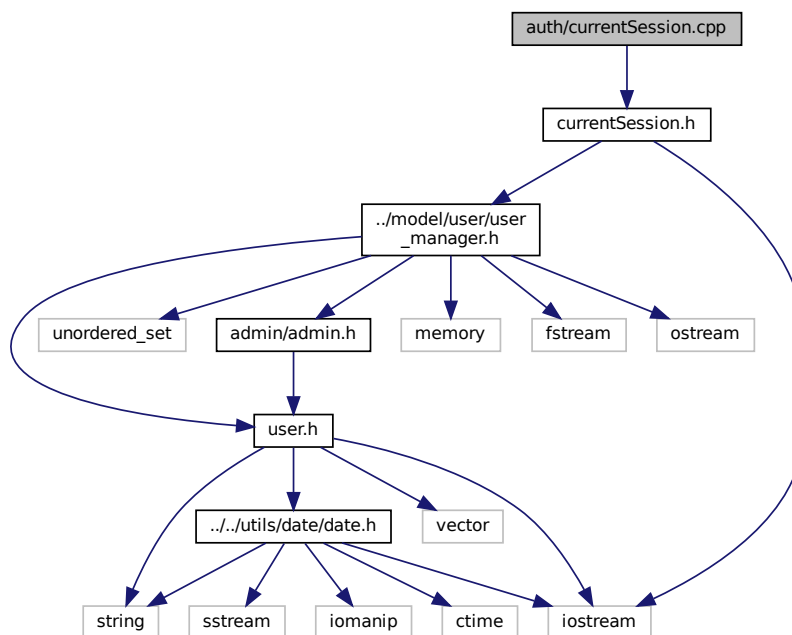 auth/currentSession.cpp
currentSession.h
../model/user/user
_manager.h
unordered_set
admin/admin.h
memory
fstream
ostream
user.h
../../utils/date/date.h
vector
string
sstream
iomanip
ctime
iostream